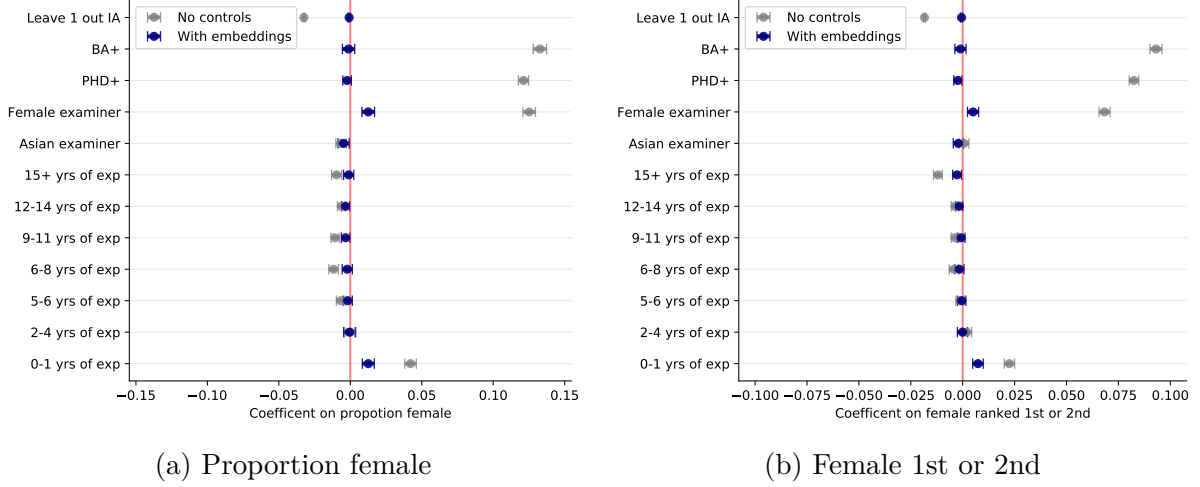 Leave 1 out IA
BA+
PHD+
Female examiner
Asian examiner
15+ yrs of exp
12-14 yrs of exp
9-11 yrs of exp
6-8 yrs of exp
5-6 yrs of exp
2-4 yrs of exp
0-1 yrs of exp
No controls
With embeddings
−0.15 −0.10 −0.05 0.00 0.05 0.10 0.15
Coefficent on propotion female
(a) Proportion female
Leave 1 out IA
BA+
PHD+
Female examiner
Asian examiner
15+ yrs of exp
12-14 yrs of exp
9-11 yrs of exp
6-8 yrs of exp
5-6 yrs of exp
2-4 yrs of exp
0-1 yrs of exp
No controls
With embeddings
−0.100 −0.075 −0.050 −0.025 0.000 0.025 0.050 0.075 0.100
Coefficent on female ranked 1st or 2nd
(b) Female 1st or 2nd